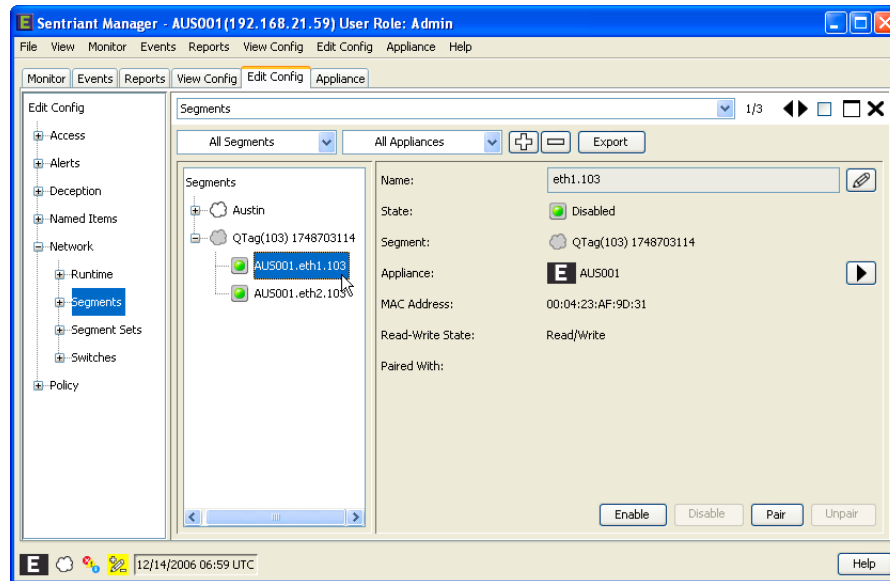 E Sentriant Manager - AUS001(192.168.21.59) User Role: Admin
File View Monitor Events Reports View Config Edit Config Appliance Help
Monitor Events Reports View Config Edit Config Appliance
Edit Config
Access
Alerts
Deception
Named Items
Network
Runtime
Segments
Segment Sets
Switches
Policy
Segments 1/3
All Segments All Appliances Export
Segments
Austin
QTag(103) 1748703114
AUS001.eth1.103
AUS001.eth2.103
Name: eth1.103
State: Disabled
Segment: QTag(103) 1748703114
Appliance: E AUS001
MAC Address: 00:04:23:AF:9D:31
Read-Write State: Read/Write
Paired With:
Enable Disable Pair Unpair
E 12/14/2006 06:59 UTC Help